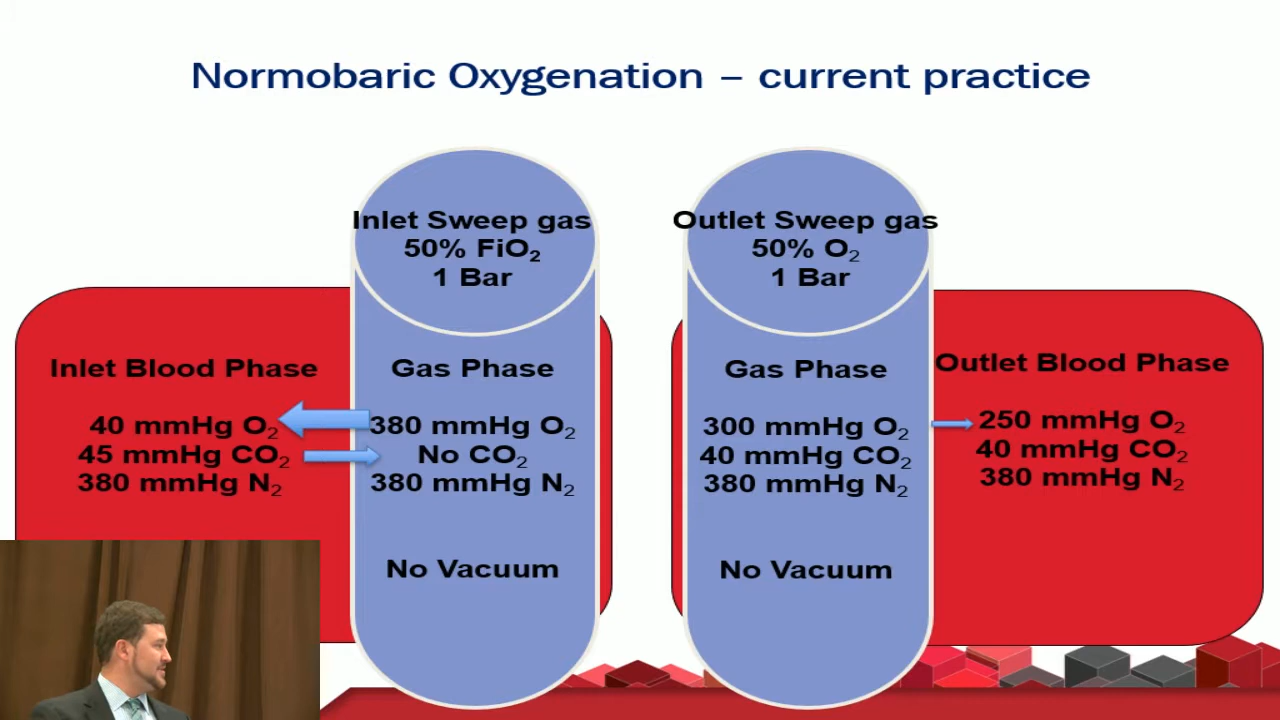 Normobaric Oxygenation – current practice
Inlet Sweep gas
50% FiO₂
1 Bar
Outlet Sweep gas
50% O₂
1 Bar
Inlet Blood Phase
40 mmHg O₂
45 mmHg CO₂
380 mmHg N₂
Gas Phase
380 mmHg O₂
No CO₂
380 mmHg N₂
No Vacuum
Gas Phase
300 mmHg O₂
40 mmHg CO₂
380 mmHg N₂
No Vacuum
Outlet Blood Phase
250 mmHg O₂
40 mmHg CO₂
380 mmHg N₂